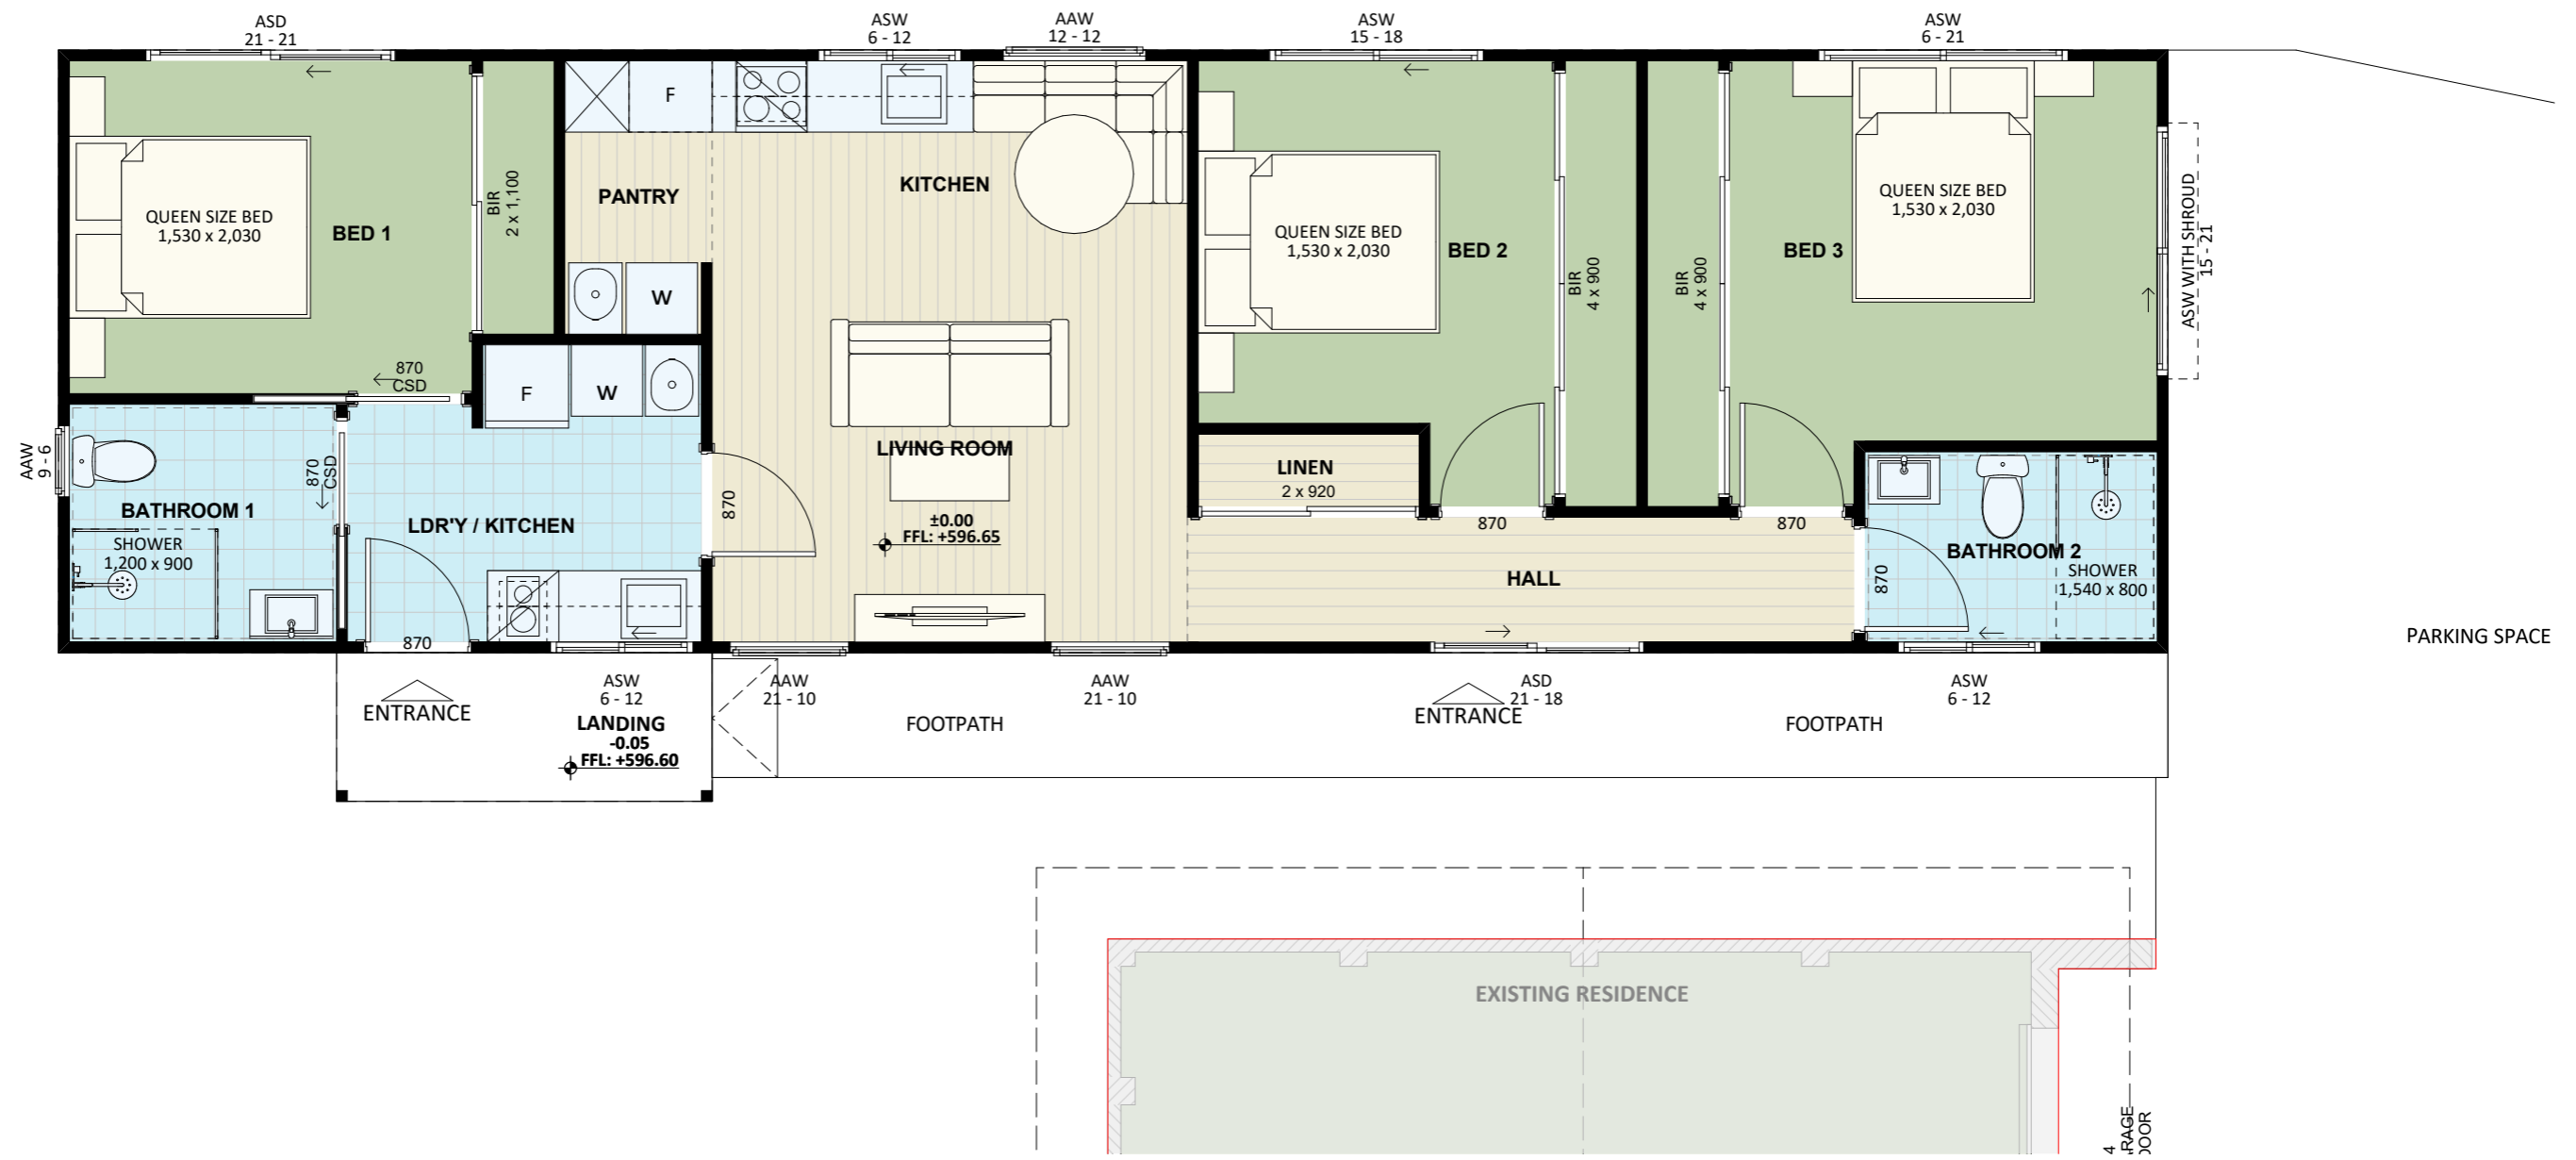 ASD
21 - 21
ASW
6 - 12
AAW
12 - 12
ASW
15 - 18
ASW
6 - 21
F
PANTRY
KITCHEN
BIR
2 x 1,100
QUEEN SIZE BED
1,530 x 2,030
BED 1
W
QUEEN SIZE BED
1,530 x 2,030
BED 2
BIR
4 x 900
BIR
4 x 900
BED 3
QUEEN SIZE BED
1,530 x 2,030
ASW WITH SHROUD
15 - 21
870
CSD
F
W
AAW
9 - 6
870
CSD
BATHROOM 1
SHOWER
1,200 x 900
LDR'Y / KITCHEN
870
870
LIVING ROOM
±0.00
FFL: +596.65
LINEN
2 x 920
870
870
HALL
870
BATHROOM 2
SHOWER
1,540 x 800
PARKING SPACE
ENTRANCE
ASW
6 - 12
LANDING
-0.05
FFL: +596.60
AAW
21 - 10
FOOTPATH
AAW
21 - 10
ENTRANCE
ASD
21 - 18
FOOTPATH
ASW
6 - 12
EXISTING RESIDENCE
4